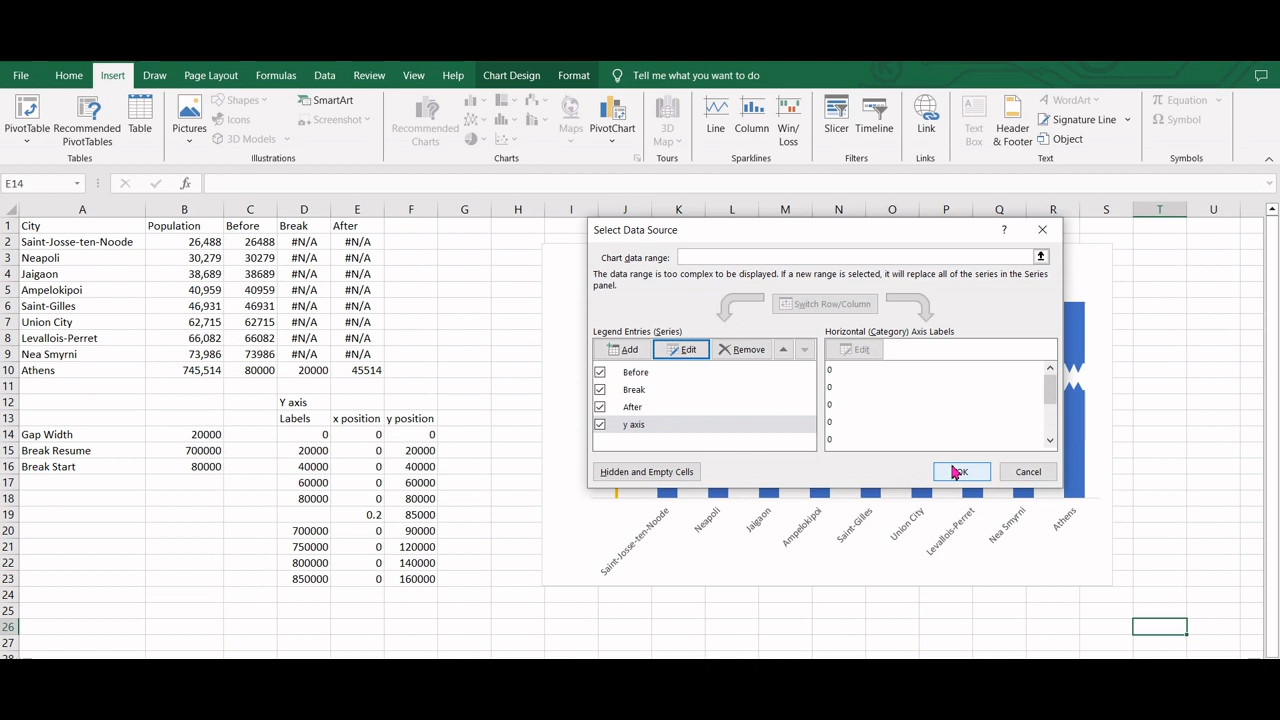 File Home Insert Draw Page Layout Formulas Data Review View Help Chart Design Format Tell me what you want to do
PivotTable Recommended PivotTables Table Pictures Shapes Icons 3D Models SmartArt Screenshot Recommended Charts Maps PivotChart 3D Map Line Column Win/Loss Slicer Timeline Link Text Box Header & Footer WordArt Signature Line Object Equation Symbol
Tables Illustrations Charts Tours Sparklines Filters Links Text Symbols
E14 fx
A B C D E F G H I J K L M N O P Q R S T U
1 City Population Before Break After
2 Saint-Josse-ten-Noode 26,488 26488 #N/A #N/A
3 Neapoli 30,279 30279 #N/A #N/A
4 Jaigaon 38,689 38689 #N/A #N/A
5 Ampelokipoi 40,959 40959 #N/A #N/A
6 Saint-Gilles 46,931 46931 #N/A #N/A
7 Union City 62,715 62715 #N/A #N/A
8 Levallois-Perret 66,082 66082 #N/A #N/A
9 Nea Smyrni 73,986 73986 #N/A #N/A
10 Athens 745,514 80000 20000 45514
11
12 Y axis
13 Labels x position y position
14 Gap Width 20000 0 0 0
15 Break Resume 700000 20000 0 20000
16 Break Start 80000 40000 0 40000
17 60000 0 60000
18 80000 0 80000
19 0.2 85000
20 700000 0 90000
21 750000 0 120000
22 800000 0 140000
23 850000 0 160000
24
25
26
27
Select Data Source ?
Chart data range:
The data range is too complex to be displayed. If a new range is selected, it will replace all of the series in the Series
panel.
Switch Row/Column
Legend Entries (Series) Horizontal (Category) Axis Labels
Add Edit Remove Edit
Before 0
Break 0
After 0
y axis 0
0
Hidden and Empty Cells OK Cancel
Saint-Josse-ten-Noode Neapoli Jaigaon Ampelokipoi Saint-Gilles Union City Levallois-Perret Nea Smyrni Athens